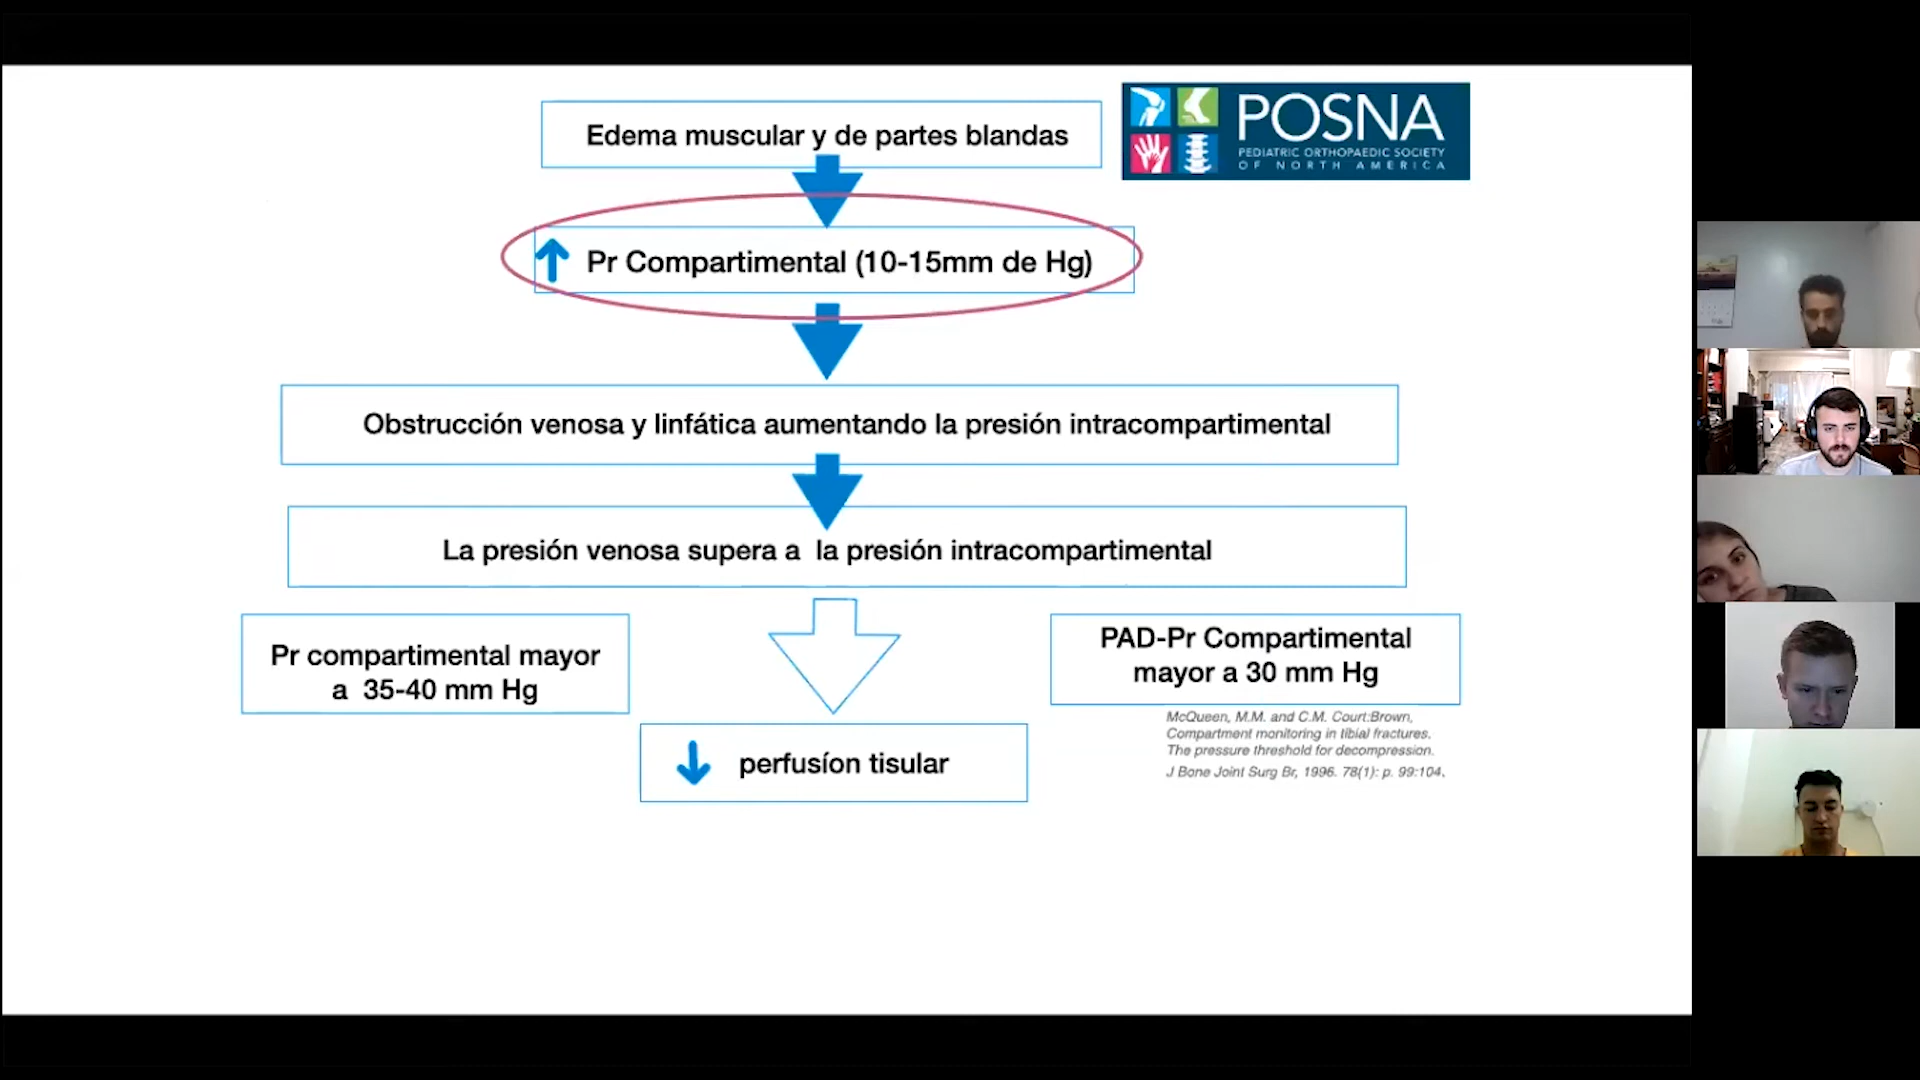 Edema muscular y de partes blandas
POSNA
PEDIATRIC ORTHOPAEDIC SOCIETY
OF NORTH AMERICA
Pr Compartimental (10-15mm de Hg)
Obstrucción venosa y linfática aumentando la presión intracompartimental
La presión venosa supera a la presión intracompartimental
Pr compartimental mayor
a 35-40 mm Hg
PAD-Pr Compartimental
mayor a 30 mm Hg
McQueen, M.M. and C.M. Court:Brown,
Compartment monitoring in tibial fractures.
The pressure threshold for decompression.
J Bone Joint Surg Br, 1996. 78(1): p. 99:104.
perfusíon tisular